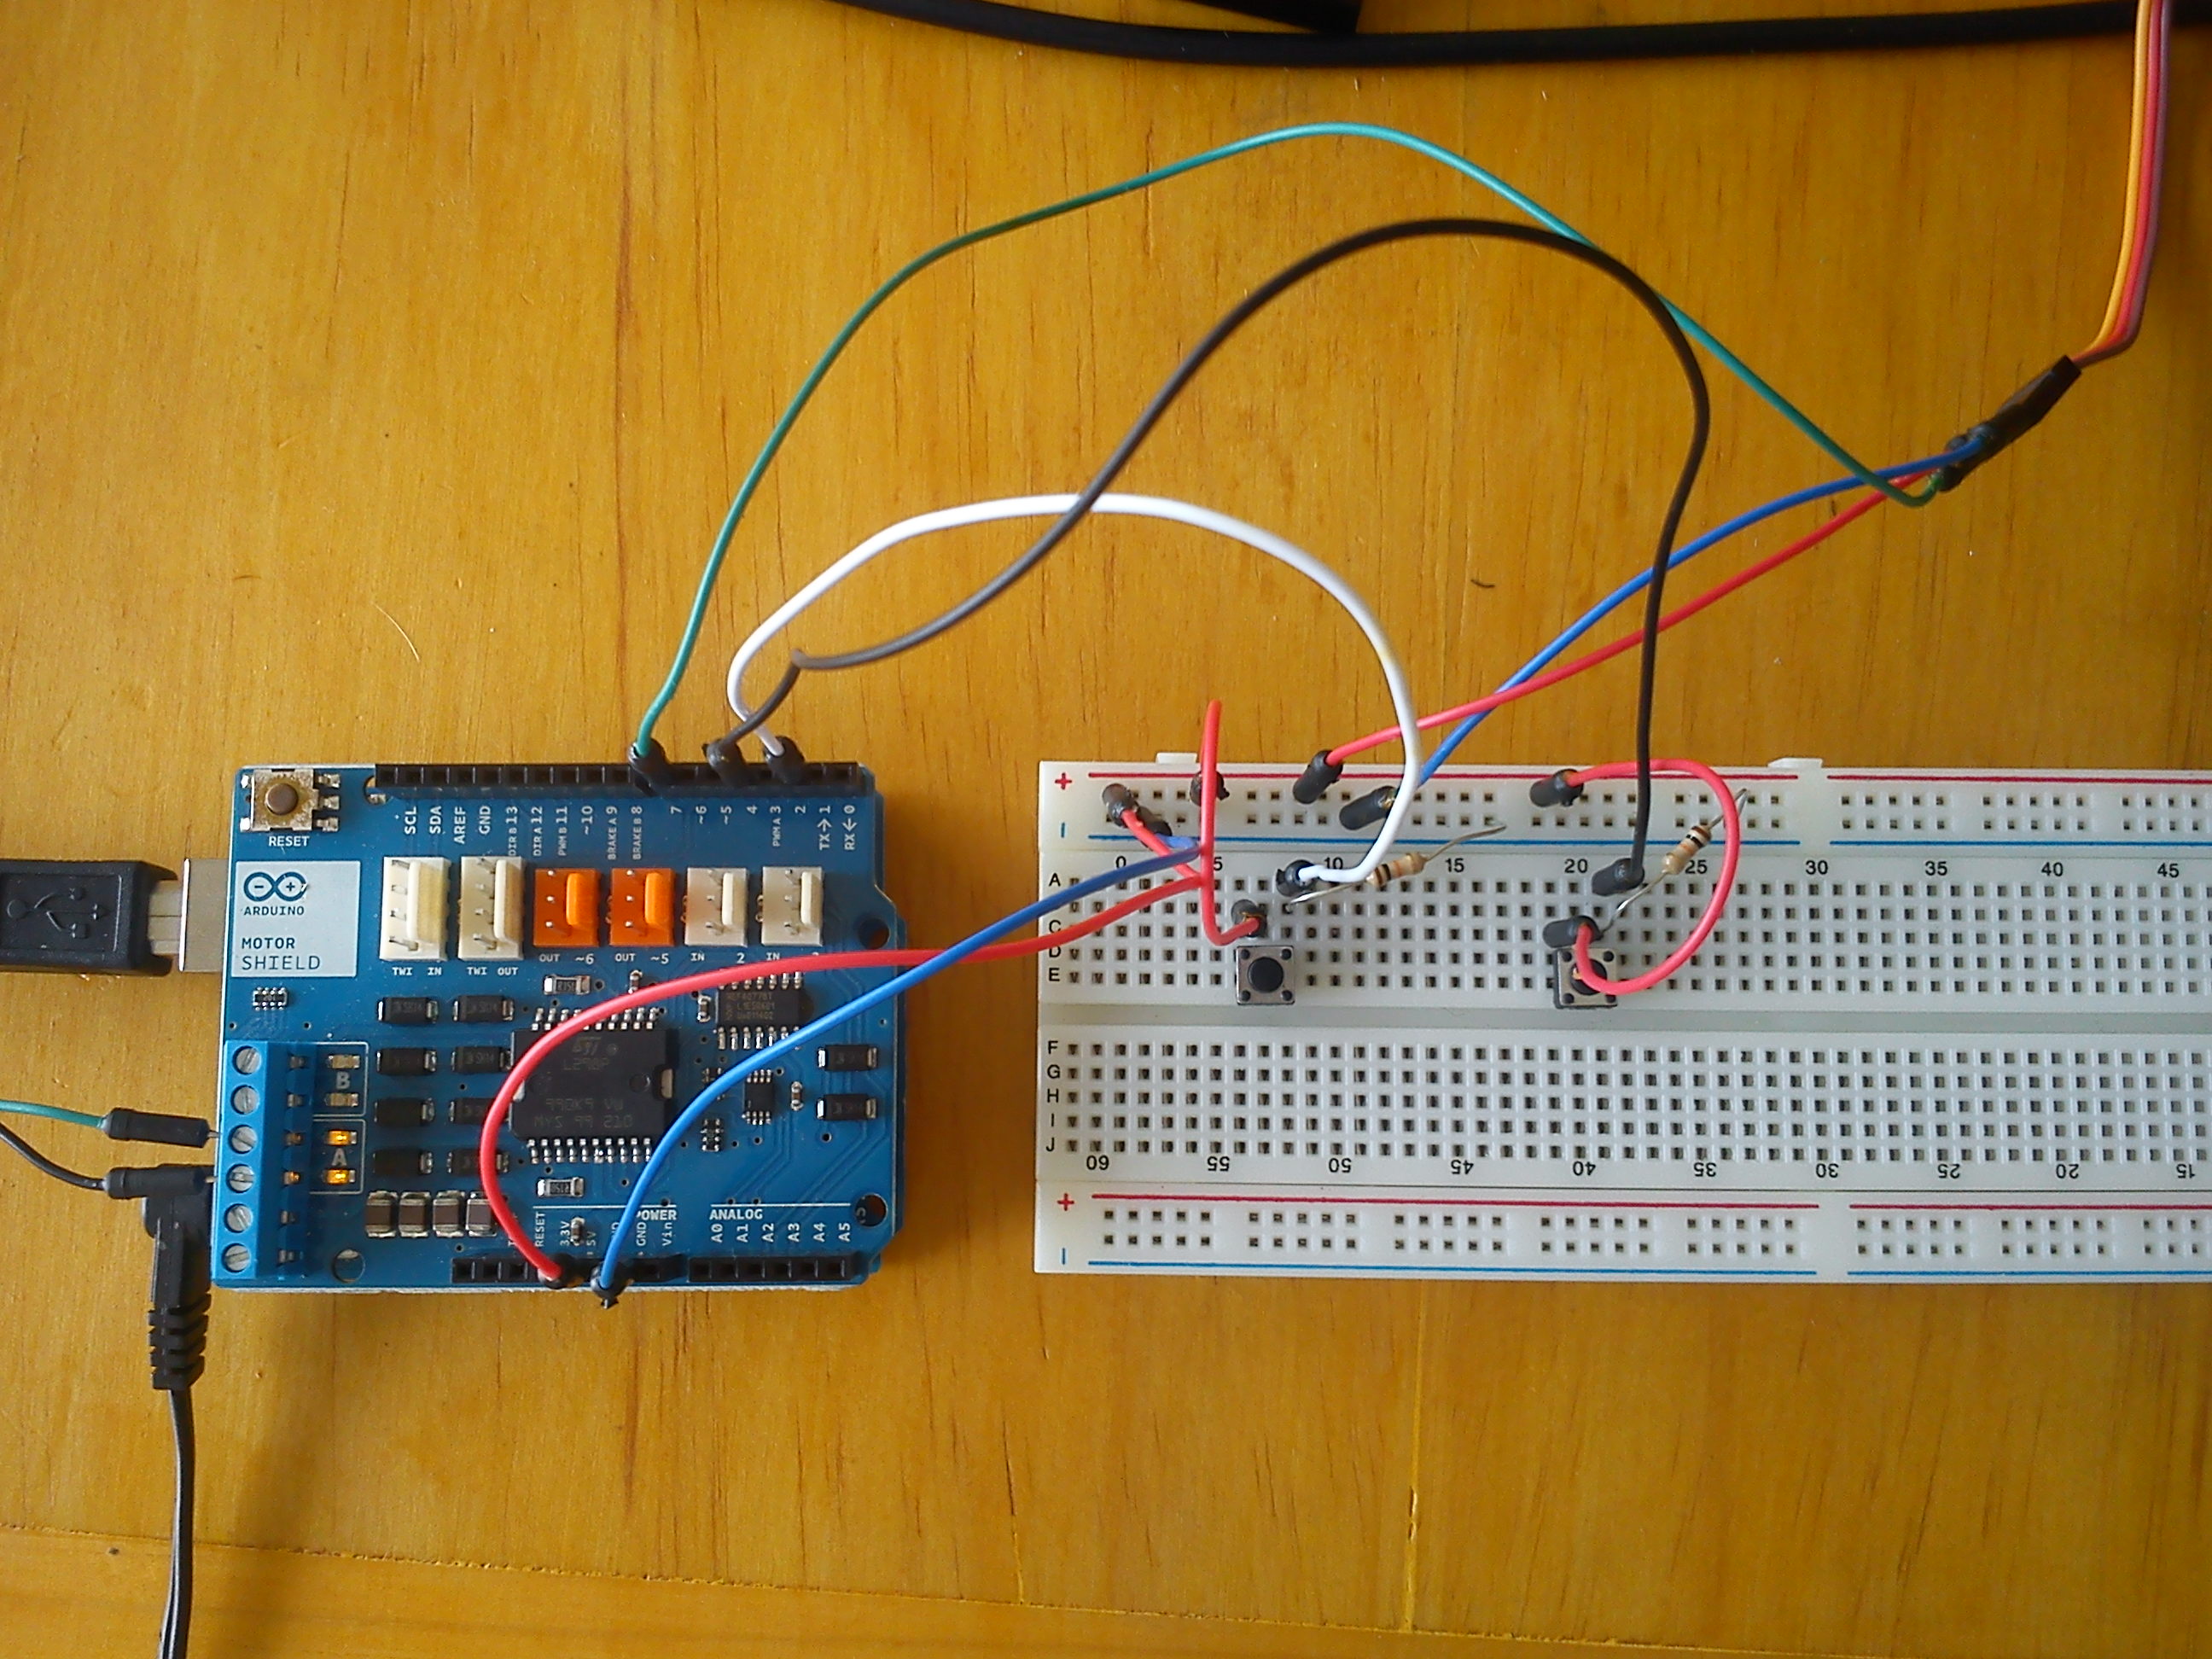 SCL
SDA
AREF
GND
DIR B 13
DIR A 12
PWM B 11
~10
BRAKE A 9
BRAKE B 8
7
~6
~5
4
PWM A 3
2
TX→1
RX←0
RESET
ARDUINO
MOTOR
SHIELD
TWI IN
TWI OUT
OUT ~6
OUT ~5
IN 2
IN
B
A
L298P
RESET
3.3V
5V
GND
Vin
POWER
ANALOG
A0
A1
A2
A3
A4
A5
+
0 5 10 15 20 25 30 35 40 45
A
C
D
E
F
G
H
I
J
60 55 50 45 40 35 30 25 20 15
+